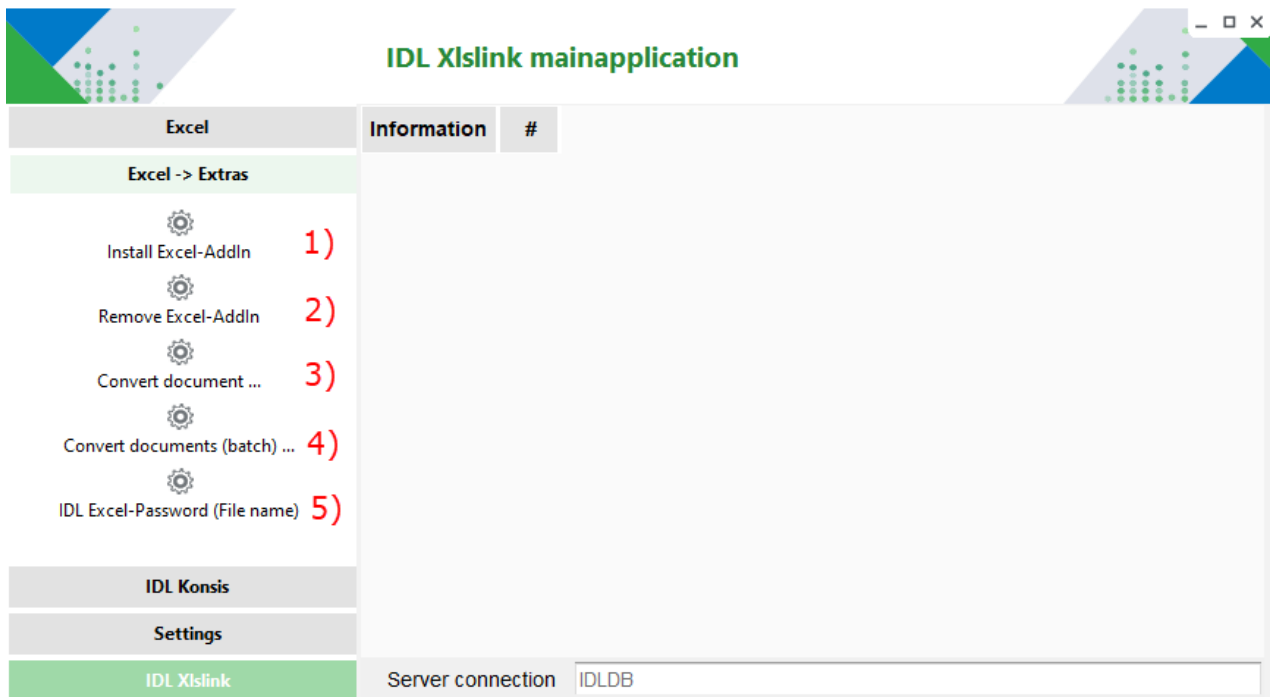 IDL Xlslink mainapplication
Excel
Information #
Excel -> Extras
Install Excel-AddIn 1)
Remove Excel-AddIn 2)
Convert document ... 3)
Convert documents (batch) ... 4)
IDL Excel-Password (File name) 5)
IDL Konsis
Settings
IDL Xlslink
Server connection IDLDB